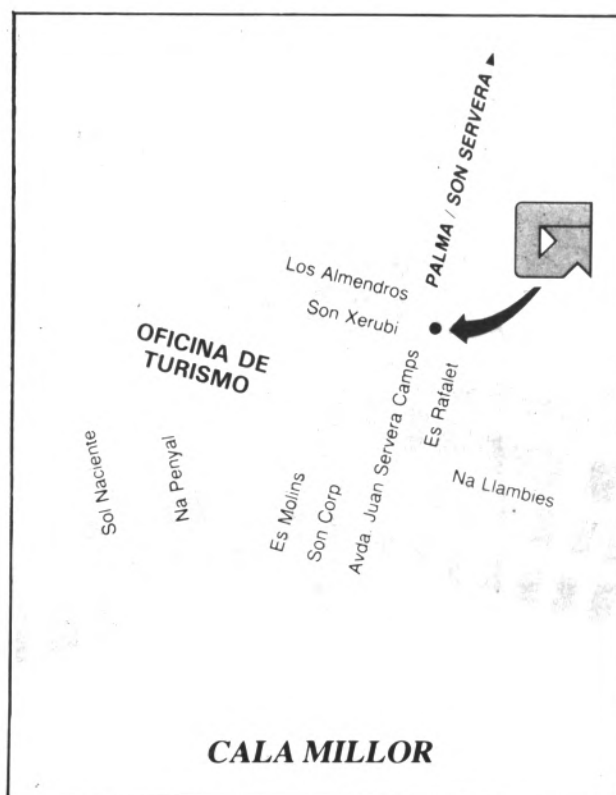 PALMA / SON SERVERA
Los Almendros
Son Xerubi
OFICINA DE
TURISMO
Sol Naciente
Na Penyal
Es Molins
Son Corp
Avda. Juan Servera Camps
Es Rafalet
Na Llambies
CALA MILLOR